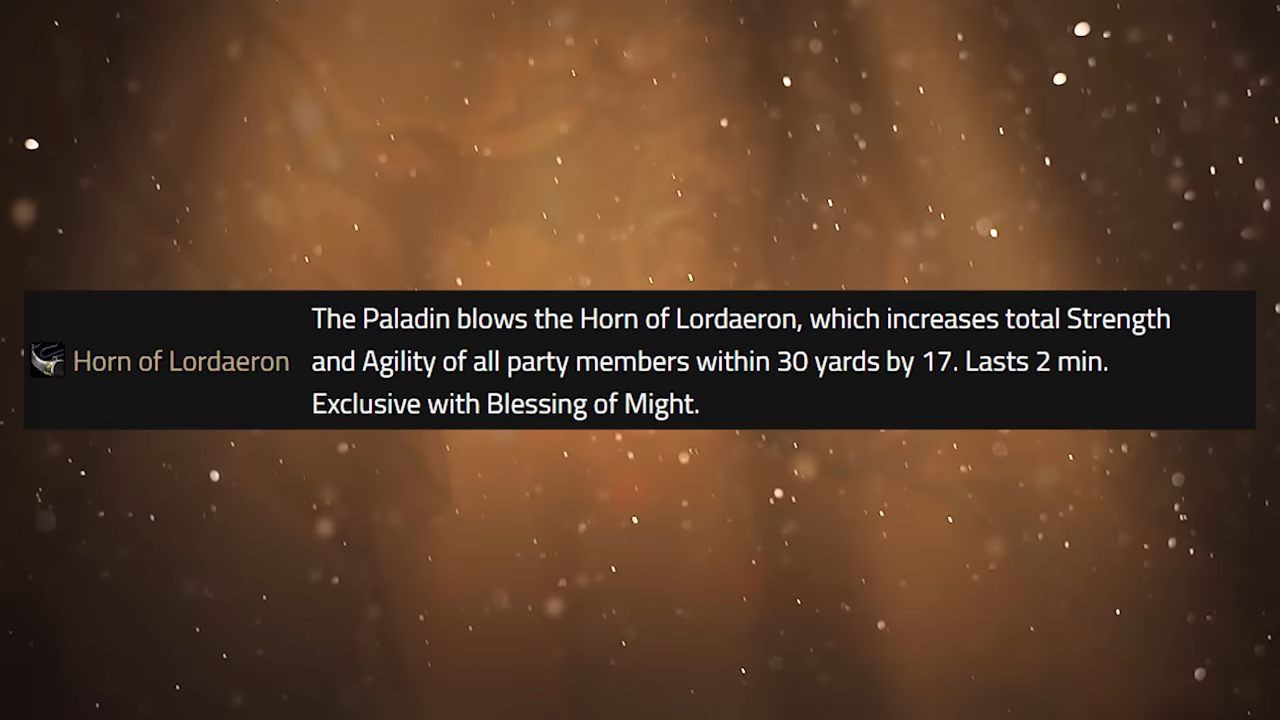 Horn of Lordaeron
The Paladin blows the Horn of Lordaeron, which increases total Strength
and Agility of all party members within 30 yards by 17. Lasts 2 min.
Exclusive with Blessing of Might.